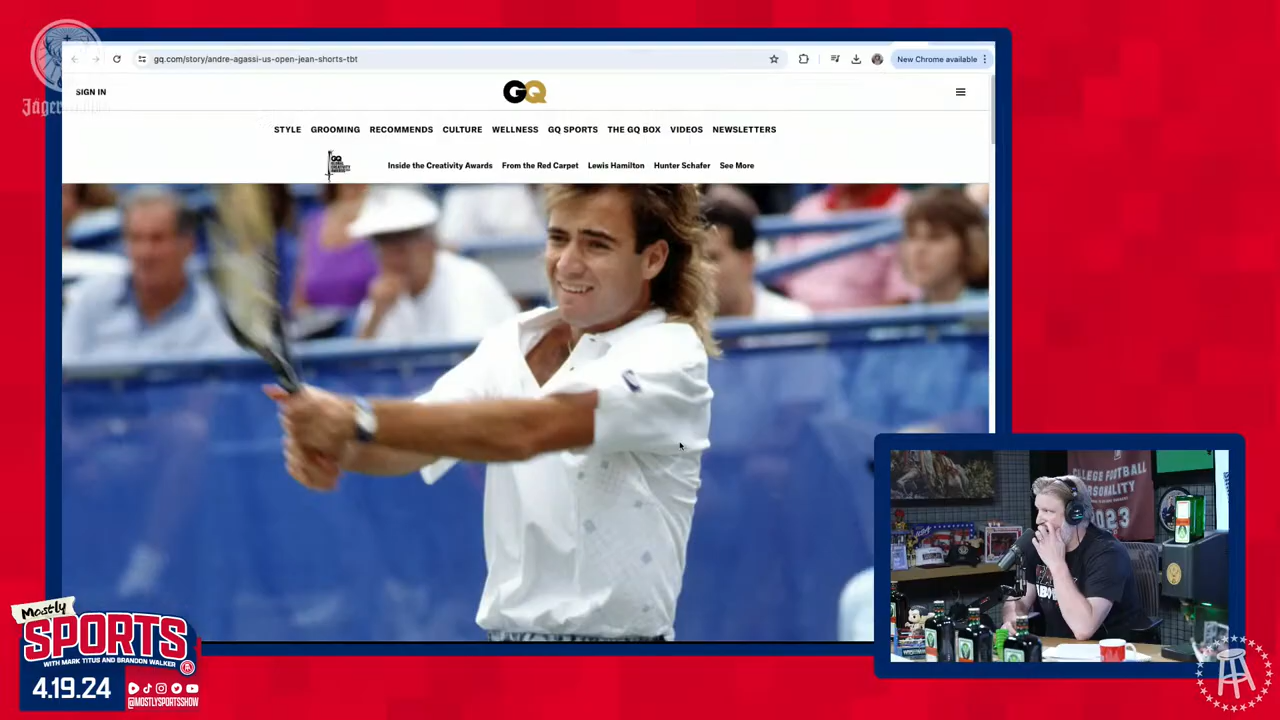 gq.com/story/andre-agassi-us-open-jean-shorts-tbt
New Chrome available
SIGN IN
GQ
Jäger
STYLE GROOMING RECOMMENDS CULTURE WELLNESS GQ SPORTS THE GQ BOX VIDEOS NEWSLETTERS
Inside the Creativity Awards From the Red Carpet Lewis Hamilton Hunter Schafer See More
COLLEGE FOOTBALL
PERSONALITY
2023
Mostly
SPORTS
WITH MARK TITUS AND BRANDON WALKER
4.19.24
@MOSTLYSPORTSSHOW